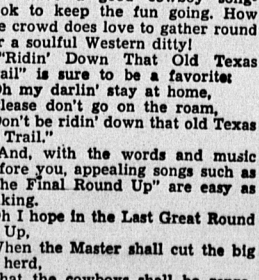 ok to keep the fun going. How
e crowd does love to gather round
r a soulful Western ditty!
"Ridin' Down That Old Texas
ail" is sure to be a favorite:
h my darlin' stay at home,
lease don't go on the roam,
on't be ridin' down that old Texas
Trail."
And, with the words and music
fore you, appealing songs such as
he Final Round Up" are easy as
king.
h I hope in the Last Great Round
Up,
hen the Master shall cut the big
herd,